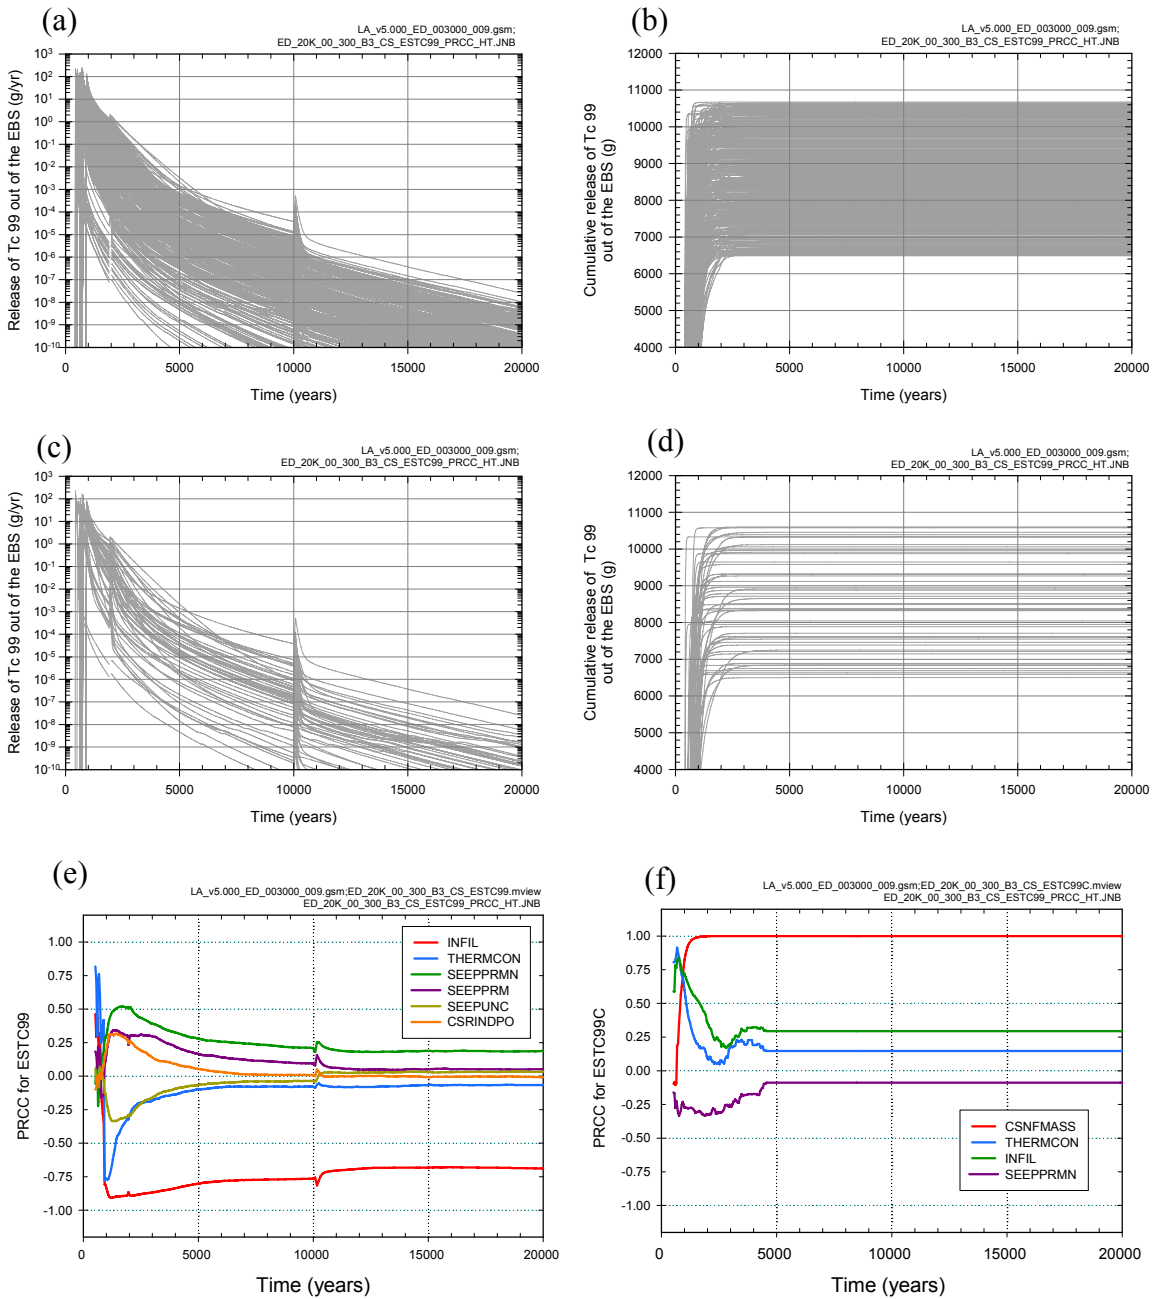 (a)
LA_v5.000_ED_003000_009.gsm;
ED_20K_00_300_B3_CS_ESTC99_PRCC_HT.JNB
Release of Tc 99 out of the EBS (g/yr)
10³
10²
10¹
10⁰
10⁻¹
10⁻²
10⁻³
10⁻⁴
10⁻⁵
10⁻⁶
10⁻⁷
10⁻⁸
10⁻⁹
10⁻¹⁰
0 5000 10000 15000 20000
Time (years)
(b)
LA_v5.000_ED_003000_009.gsm;
ED_20K_00_300_B3_CS_ESTC99_PRCC_HT.JNB
Cumulative release of Tc 99
out of the EBS (g)
12000
11000
10000
9000
8000
7000
6000
5000
4000
0 5000 10000 15000 20000
Time (years)
(c)
LA_v5.000_ED_003000_009.gsm;
ED_20K_00_300_B3_CS_ESTC99_PRCC_HT.JNB
Release of Tc 99 out of the EBS (g/yr)
10³
10²
10¹
10⁰
10⁻¹
10⁻²
10⁻³
10⁻⁴
10⁻⁵
10⁻⁶
10⁻⁷
10⁻⁸
10⁻⁹
10⁻¹⁰
0 5000 10000 15000 20000
Time (years)
(d)
LA_v5.000_ED_003000_009.gsm;
ED_20K_00_300_B3_CS_ESTC99_PRCC_HT.JNB
Cumulative release of Tc 99
out of the EBS (g)
12000
11000
10000
9000
8000
7000
6000
5000
4000
0 5000 10000 15000 20000
Time (years)
(e)
LA_v5.000_ED_003000_009.gsm;ED_20K_00_300_B3_CS_ESTC99.mview
ED_20K_00_300_B3_CS_ESTC99_PRCC_HT.JNB
PRCC for ESTC99
1.00
0.75
0.50
0.25
0.00
-0.25
-0.50
-0.75
-1.00
INFIL
THERMCON
SEEPPRMN
SEEPPRM
SEEPUNC
CSRINDPO
0 5000 10000 15000 20000
Time (years)
(f)
LA_v5.000_ED_003000_009.gsm;ED_20K_00_300_B3_CS_ESTC99C.mview
ED_20K_00_300_B3_CS_ESTC99_PRCC_HT.JNB
PRCC for ESTC99C
1.00
0.75
0.50
0.25
0.00
-0.25
-0.50
-0.75
-1.00
CSNFMASS
THERMCON
INFIL
SEEPPRMN
0 5000 10000 15000 20000
Time (years)